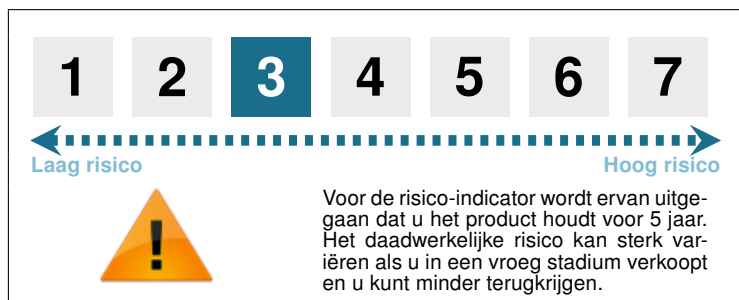 1 2 3 4 5 6 7
Laag risico Hoog risico
!
Voor de risico-indicator wordt ervan uitge-
gaan dat u het product houdt voor 5 jaar.
Het daadwerkelijke risico kan sterk var-
iëren als u in een vroeg stadium verkoopt
en u kunt minder terugkrijgen.